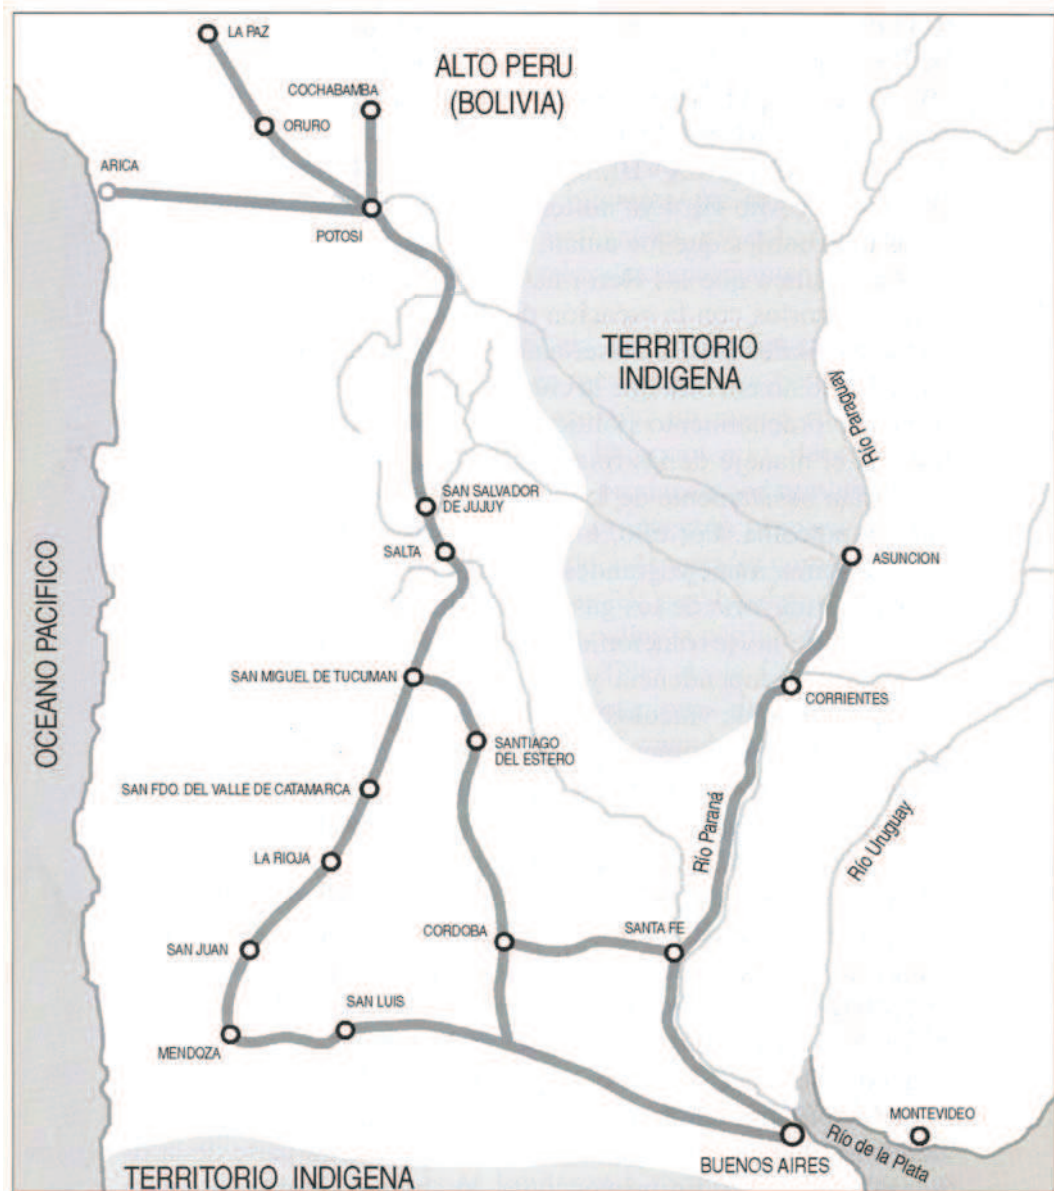 LA PAZ
ALTO PERU
(BOLIVIA)
COCHABAMBA
ORURO
ARICA
POTOSI
TERRITORIO
INDIGENA
Río Paraguay
SAN SALVADOR
DE JUJUY
SALTA
ASUNCION
OCEANO PACIFICO
SAN MIGUEL DE TUCUMAN
CORRIENTES
SANTIAGO
DEL ESTERO
SAN FDO. DEL VALLE DE CATAMARCA
Río Paraná
Río Uruguay
LA RIOJA
CORDOBA
SANTA FE
SAN JUAN
SAN LUIS
MENDOZA
MONTEVIDEO
Río de la Plata
BUENOS AIRES
TERRITORIO INDIGENA